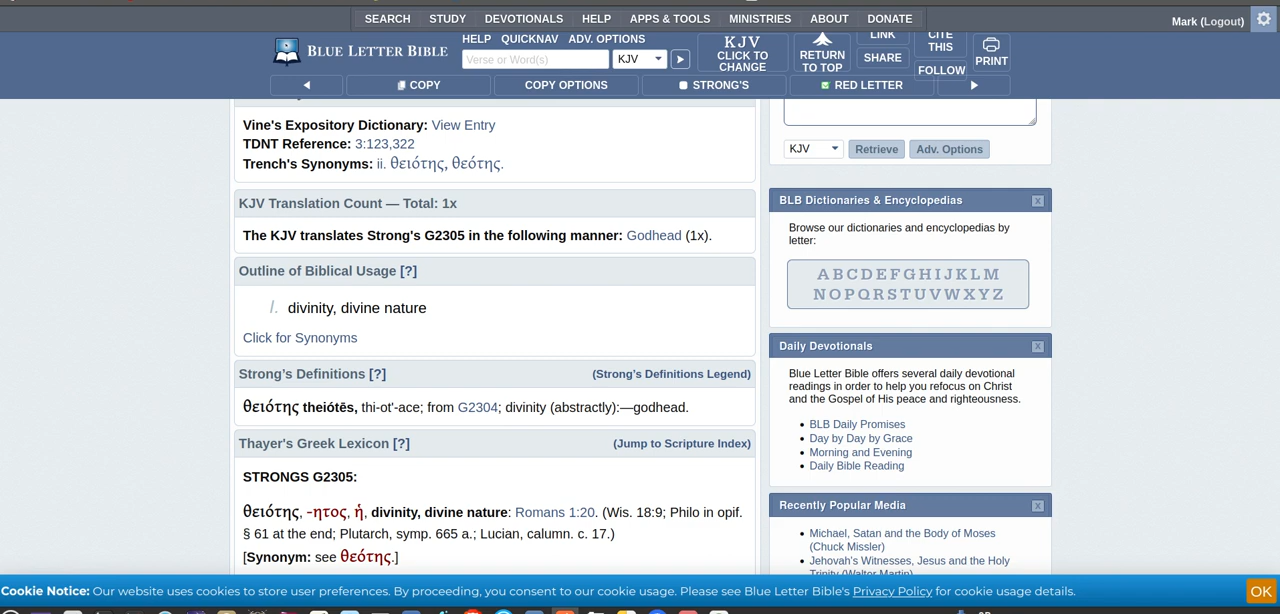 SEARCH STUDY DEVOTIONALS HELP APPS & TOOLS MINISTRIES ABOUT DONATE
Mark (Logout)
BLUE LETTER BIBLE
HELP QUICKNAV ADV. OPTIONS
Verse or Word(s) KJV
KJV
CLICK TO
CHANGE
RETURN
TO TOP
LINK
SHARE
CITE
THIS
FOLLOW
PRINT
COPY COPY OPTIONS STRONG'S RED LETTER
Vine's Expository Dictionary: View Entry
TDNT Reference: 3:123,322
Trench's Synonyms: ii. θειότης, θεότης.
KJV Translation Count — Total: 1x
The KJV translates Strong's G2305 in the following manner: Godhead (1x).
Outline of Biblical Usage [?]
I. divinity, divine nature
Click for Synonyms
Strong's Definitions [?] (Strong's Definitions Legend)
θειότης theiótēs, thi-ot'-ace; from G2304; divinity (abstractly):—godhead.
Thayer's Greek Lexicon [?] (Jump to Scripture Index)
STRONGS G2305:
θειότης, -ητος, ἡ, divinity, divine nature: Romans 1:20. (Wis. 18:9; Philo in opif.
§ 61 at the end; Plutarch, symp. 665 a.; Lucian, calumn. c. 17.)
[Synonym: see θεότης.]
KJV Retrieve Adv. Options
BLB Dictionaries & Encyclopedias x
Browse our dictionaries and encyclopedias by
letter:
A B C D E F G H I J K L M
N O P Q R S T U V W X Y Z
Daily Devotionals x
Blue Letter Bible offers several daily devotional
readings in order to help you refocus on Christ
and the Gospel of His peace and righteousness.
BLB Daily Promises
Day by Day by Grace
Morning and Evening
Daily Bible Reading
Recently Popular Media x
Michael, Satan and the Body of Moses
(Chuck Missler)
Jehovah's Witnesses, Jesus and the Holy
Trinity (Walter Martin)
Cookie Notice: Our website uses cookies to store user preferences. By proceeding, you consent to our cookie usage. Please see Blue Letter Bible's Privacy Policy for cookie usage details. OK